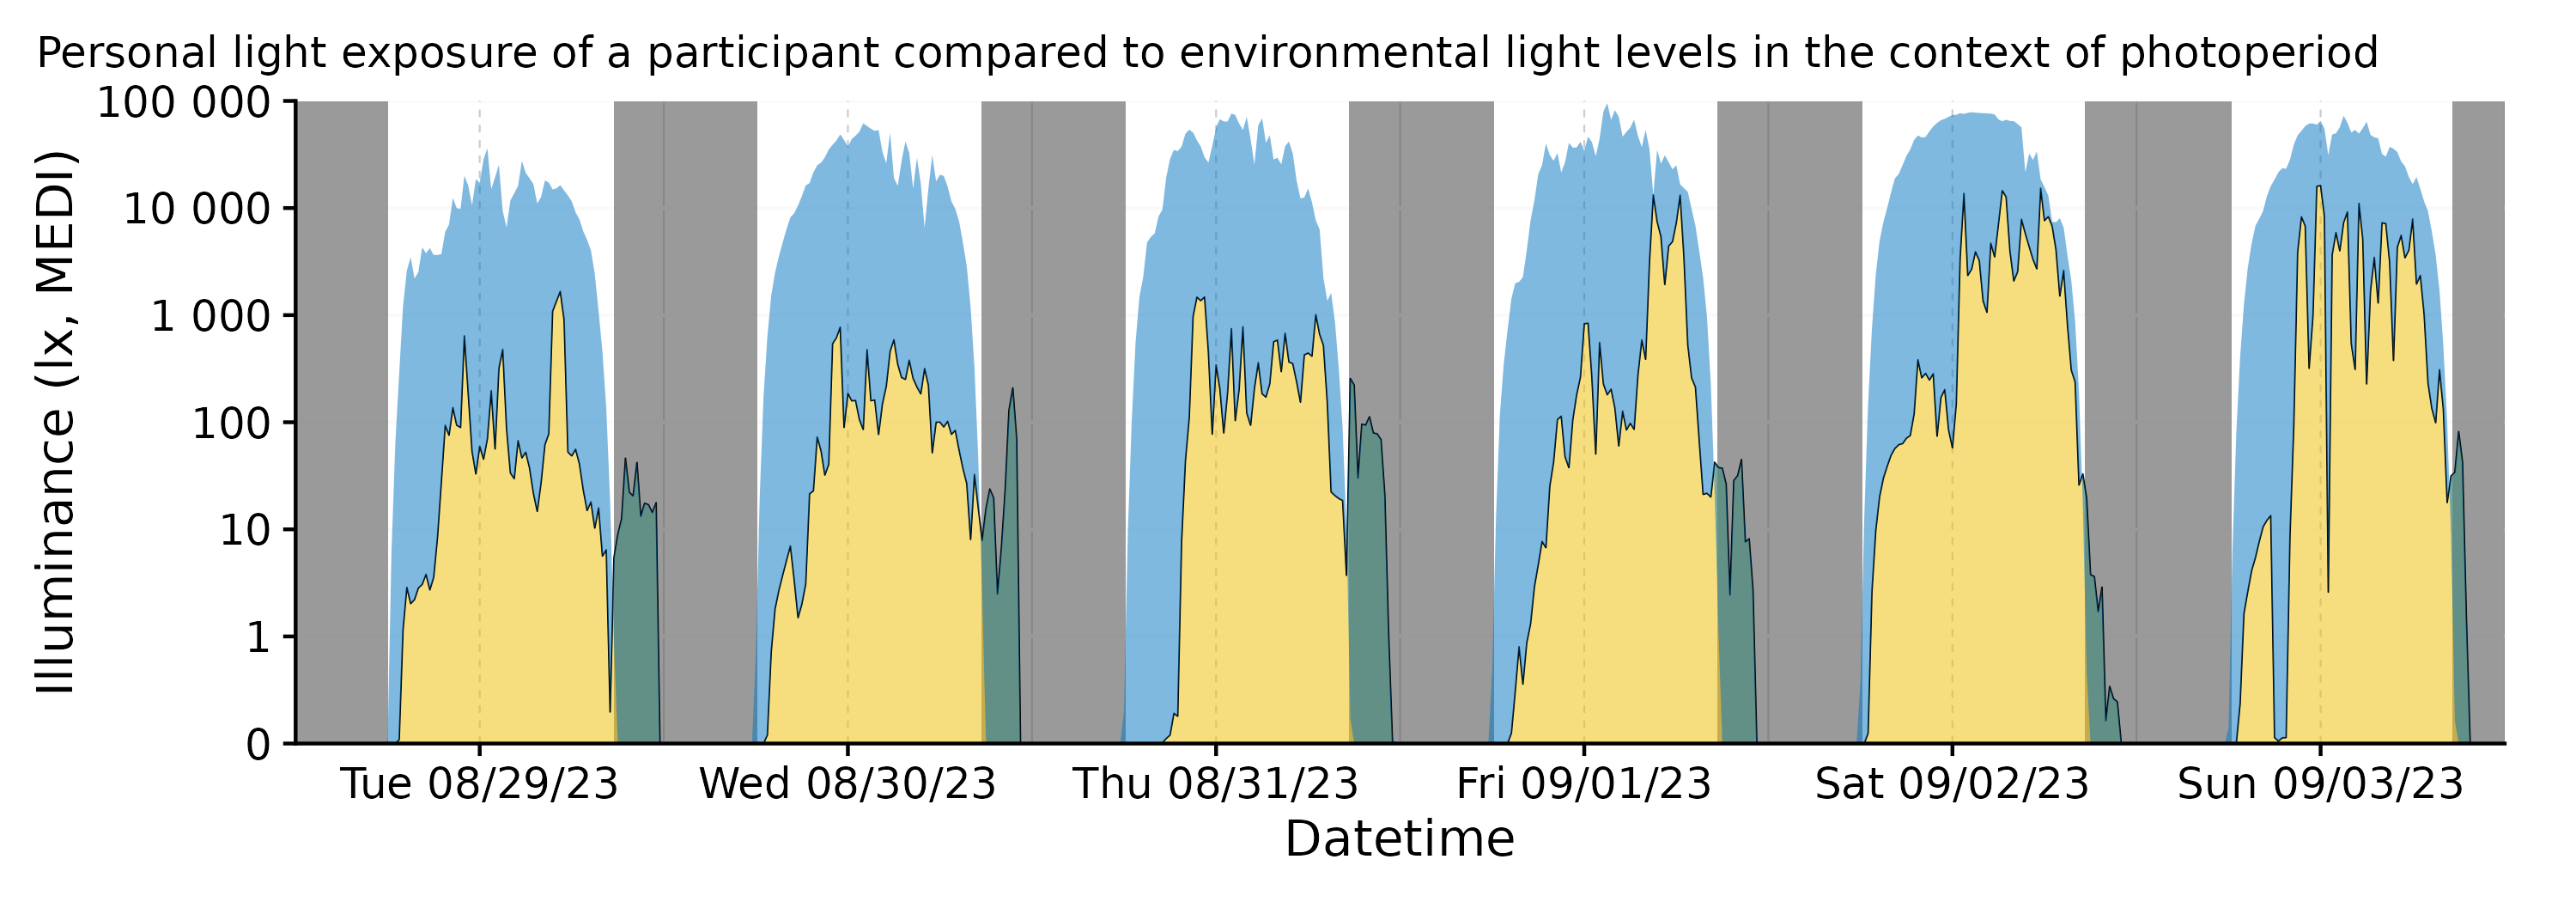 Personal light exposure of a participant compared to environmental light levels in the context of photoperiod
Illuminance (lx, MEDI)
100 000
10 000
1 000
100
10
1
0
Tue 08/29/23
Wed 08/30/23
Thu 08/31/23
Fri 09/01/23
Sat 09/02/23
Sun 09/03/23
Datetime